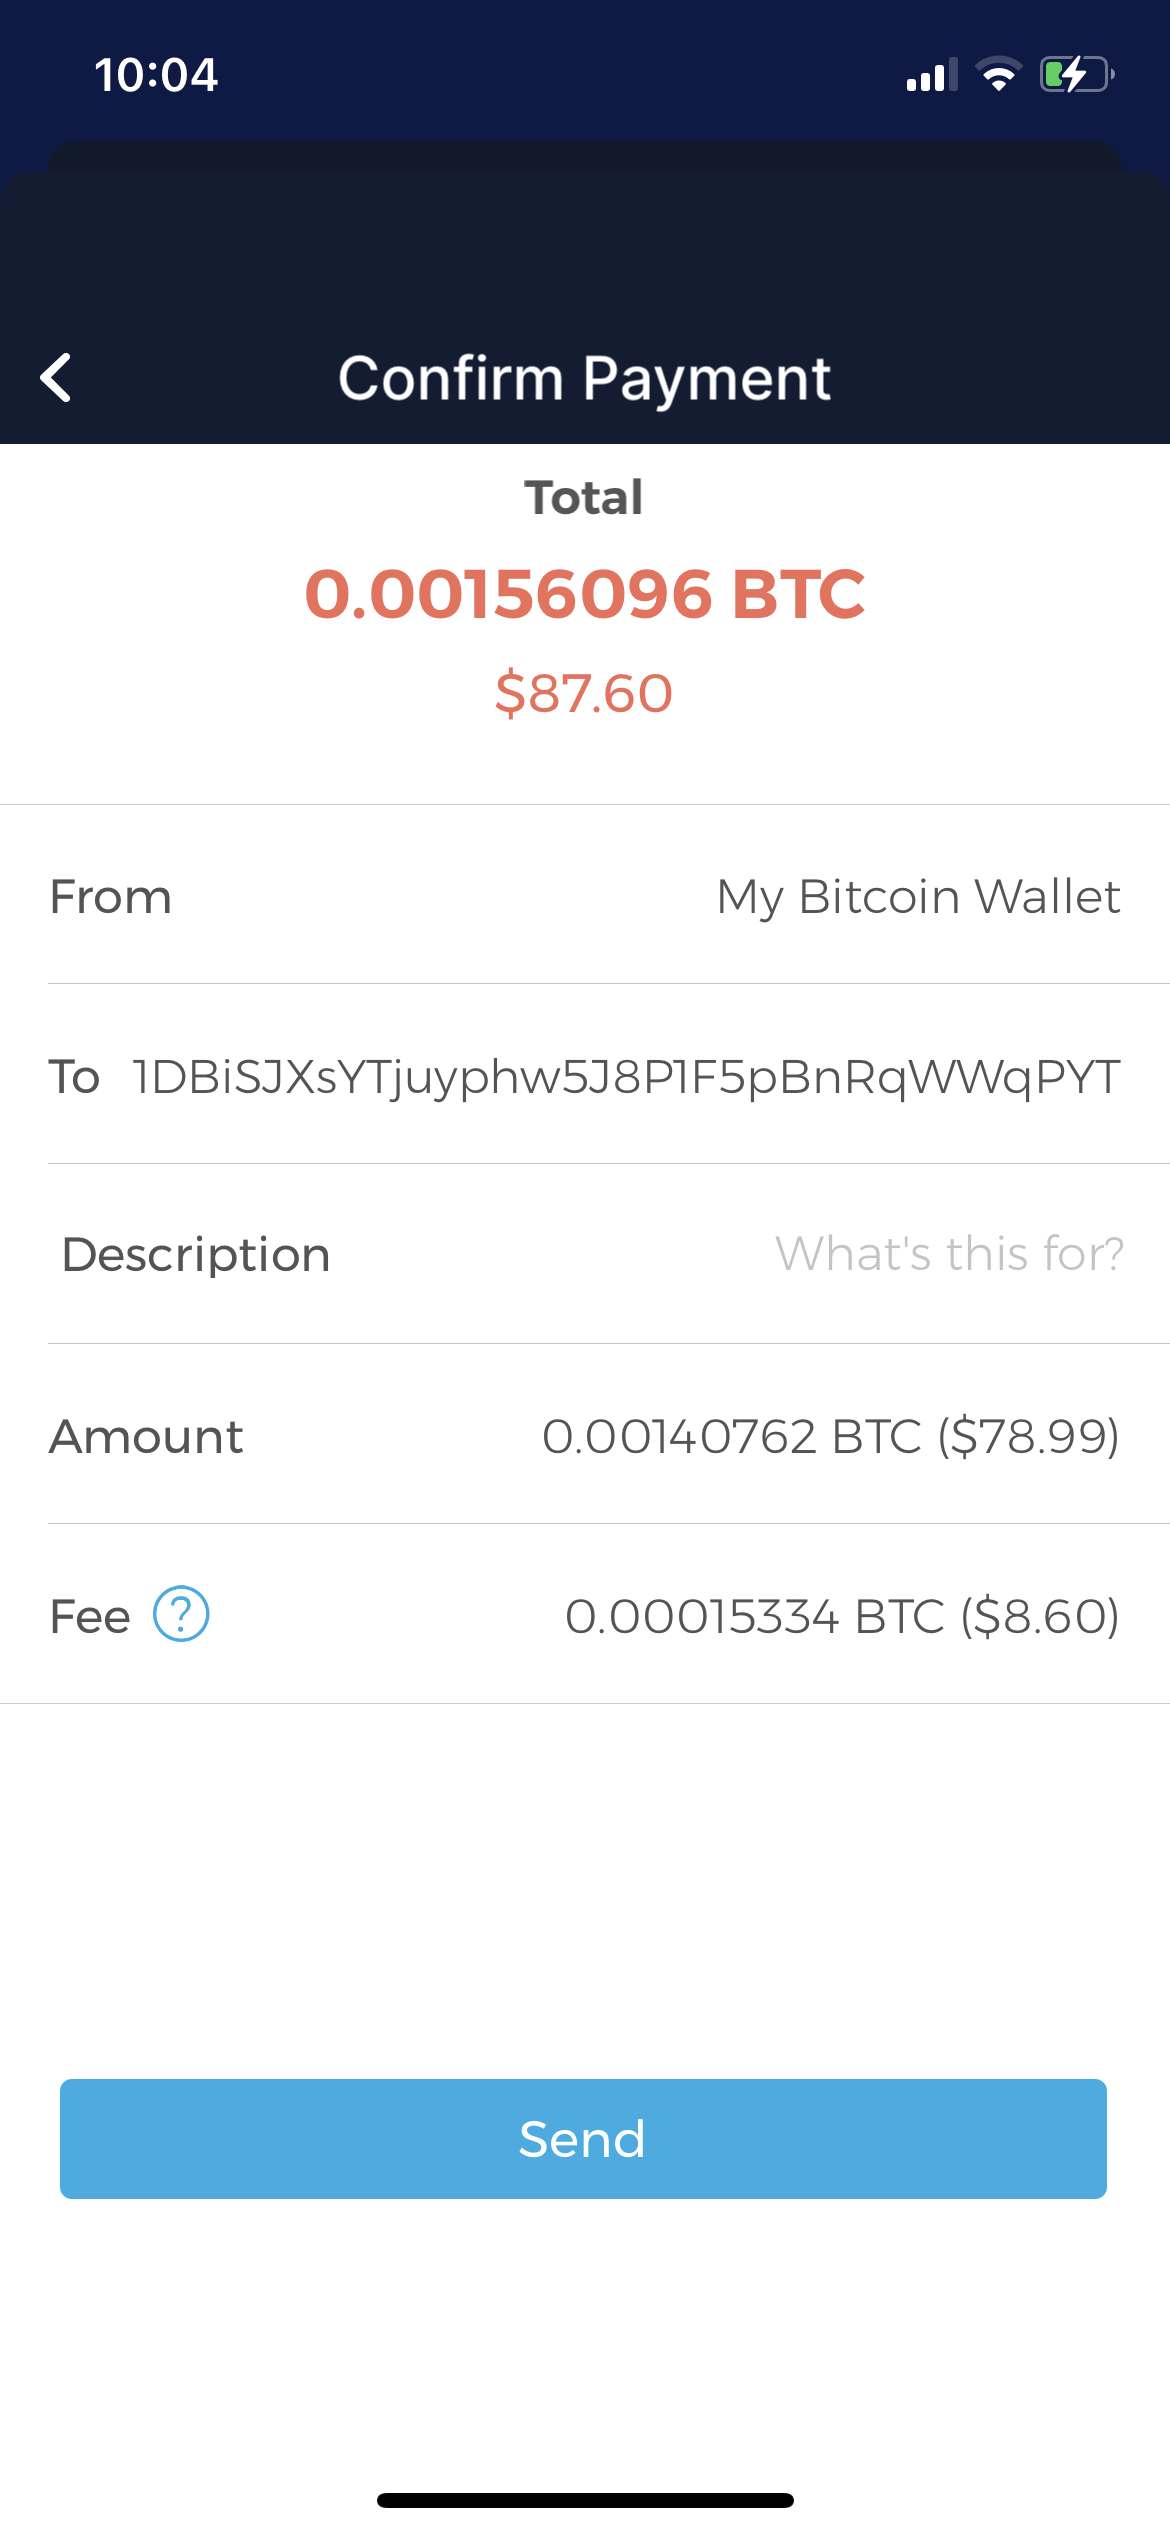 10:04
Confirm Payment
Total
0.00156096 BTC
$87.60
From My Bitcoin Wallet
To 1DBiSJXsYTjuyphw5J8P1F5pBnRqWWqPYT
Description What's this for?
Amount 0.00140762 BTC ($78.99)
Fee ? 0.00015334 BTC ($8.60)
Send